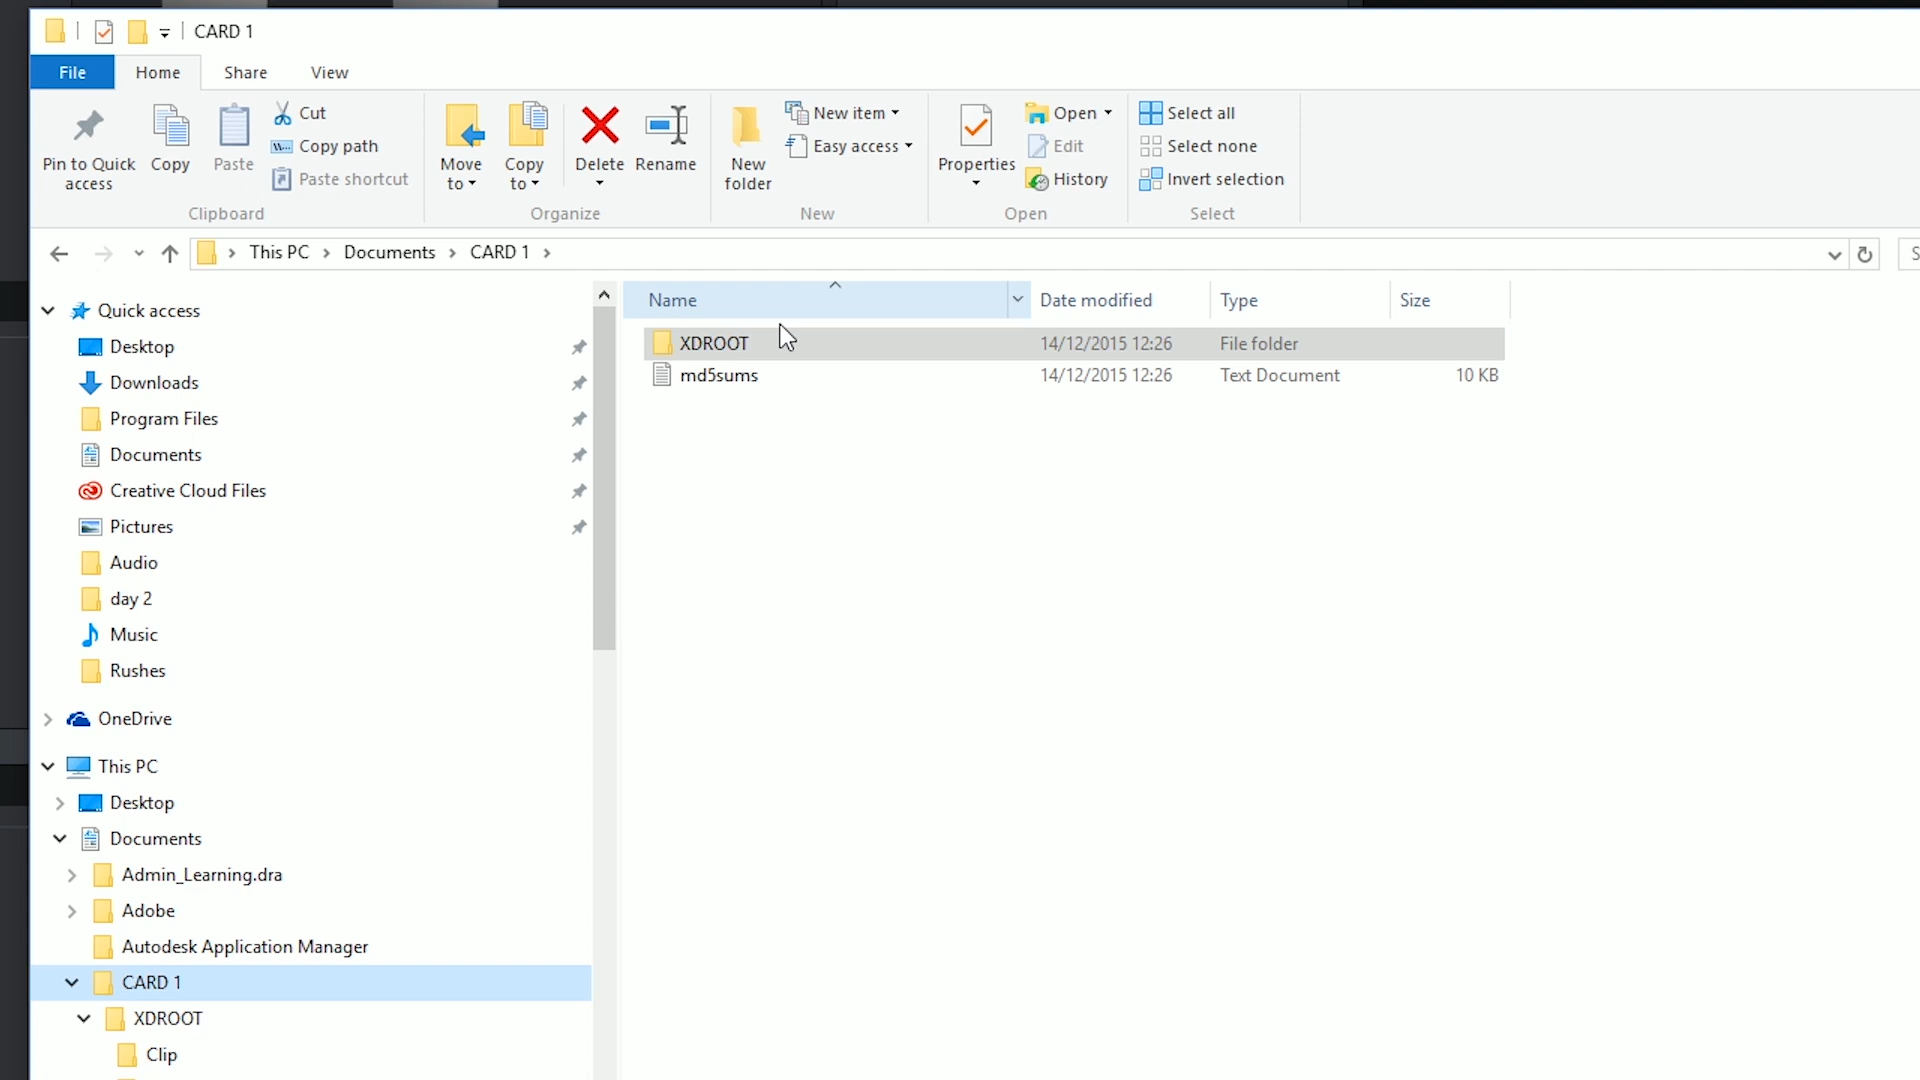 CARD 1
File Home Share View
Pin to Quick access
Copy
Paste
Cut
Copy path
Paste shortcut
Clipboard
Move to
Copy to
Delete
Rename
Organize
New folder
New item
Easy access
New
Properties
Open
Edit
History
Open
Select all
Select none
Invert selection
Select
This PC Documents CARD 1
Name Date modified Type Size
XDROOT 14/12/2015 12:26 File folder
md5sums 14/12/2015 12:26 Text Document 10 KB
Quick access
Desktop
Downloads
Program Files
Documents
Creative Cloud Files
Pictures
Audio
day 2
Music
Rushes
OneDrive
This PC
Desktop
Documents
Admin_Learning.dra
Adobe
Autodesk Application Manager
CARD 1
XDROOT
Clip